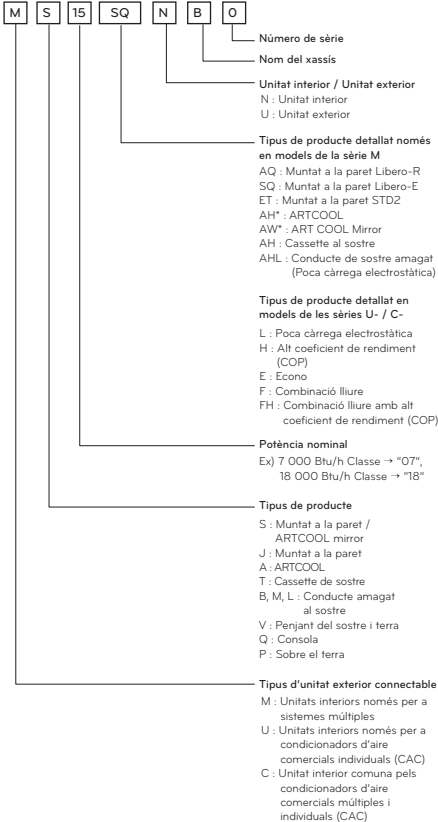 M S 15 SQ N B 0
Número de sèrie
Nom del xassís
Unitat interior / Unitat exterior
N : Unitat interior
U : Unitat exterior
Tipus de producte detallat només
en models de la sèrie M
AQ : Muntat a la paret Libero-R
SQ : Muntat a la paret Libero-E
ET : Muntat a la paret STD2
AH* : ARTCOOL
AW* : ART COOL Mirror
AH : Cassette al sostre
AHL : Conducte de sostre amagat
(Poca càrrega electrostàtica)
Tipus de producte detallat en
models de les sèries U- / C-
L : Poca càrrega electrostàtica
H : Alt coeficient de rendiment
(COP)
E : Econo
F : Combinació lliure
FH : Combinació lliure amb alt
coeficient de rendiment (COP)
Potència nominal
Ex) 7 000 Btu/h Classe → "07",
18 000 Btu/h Classe → "18"
Tipus de producte
S : Muntat a la paret /
ARTCOOL mirror
J : Muntat a la paret
A : ARTCOOL
T : Cassette de sostre
B, M, L : Conducte amagat
al sostre
V : Penjant del sostre i terra
Q : Consola
P : Sobre el terra
Tipus d'unitat exterior connectable
M : Unitats interiors només per a
sistemes múltiples
U : Unitats interiors només per a
condicionadors d'aire
comercials individuals (CAC)
C : Unitat interior comuna pels
condicionadors d'aire
comercials múltiples i
individuals (CAC)